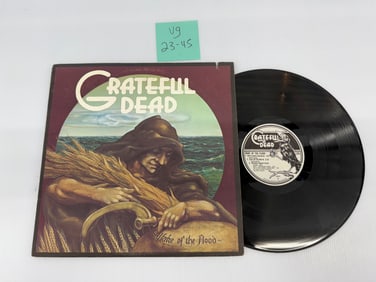 vg
23-45
GRATEFUL
DEAD
Wake of the Flood
GRATEFUL
DEAD